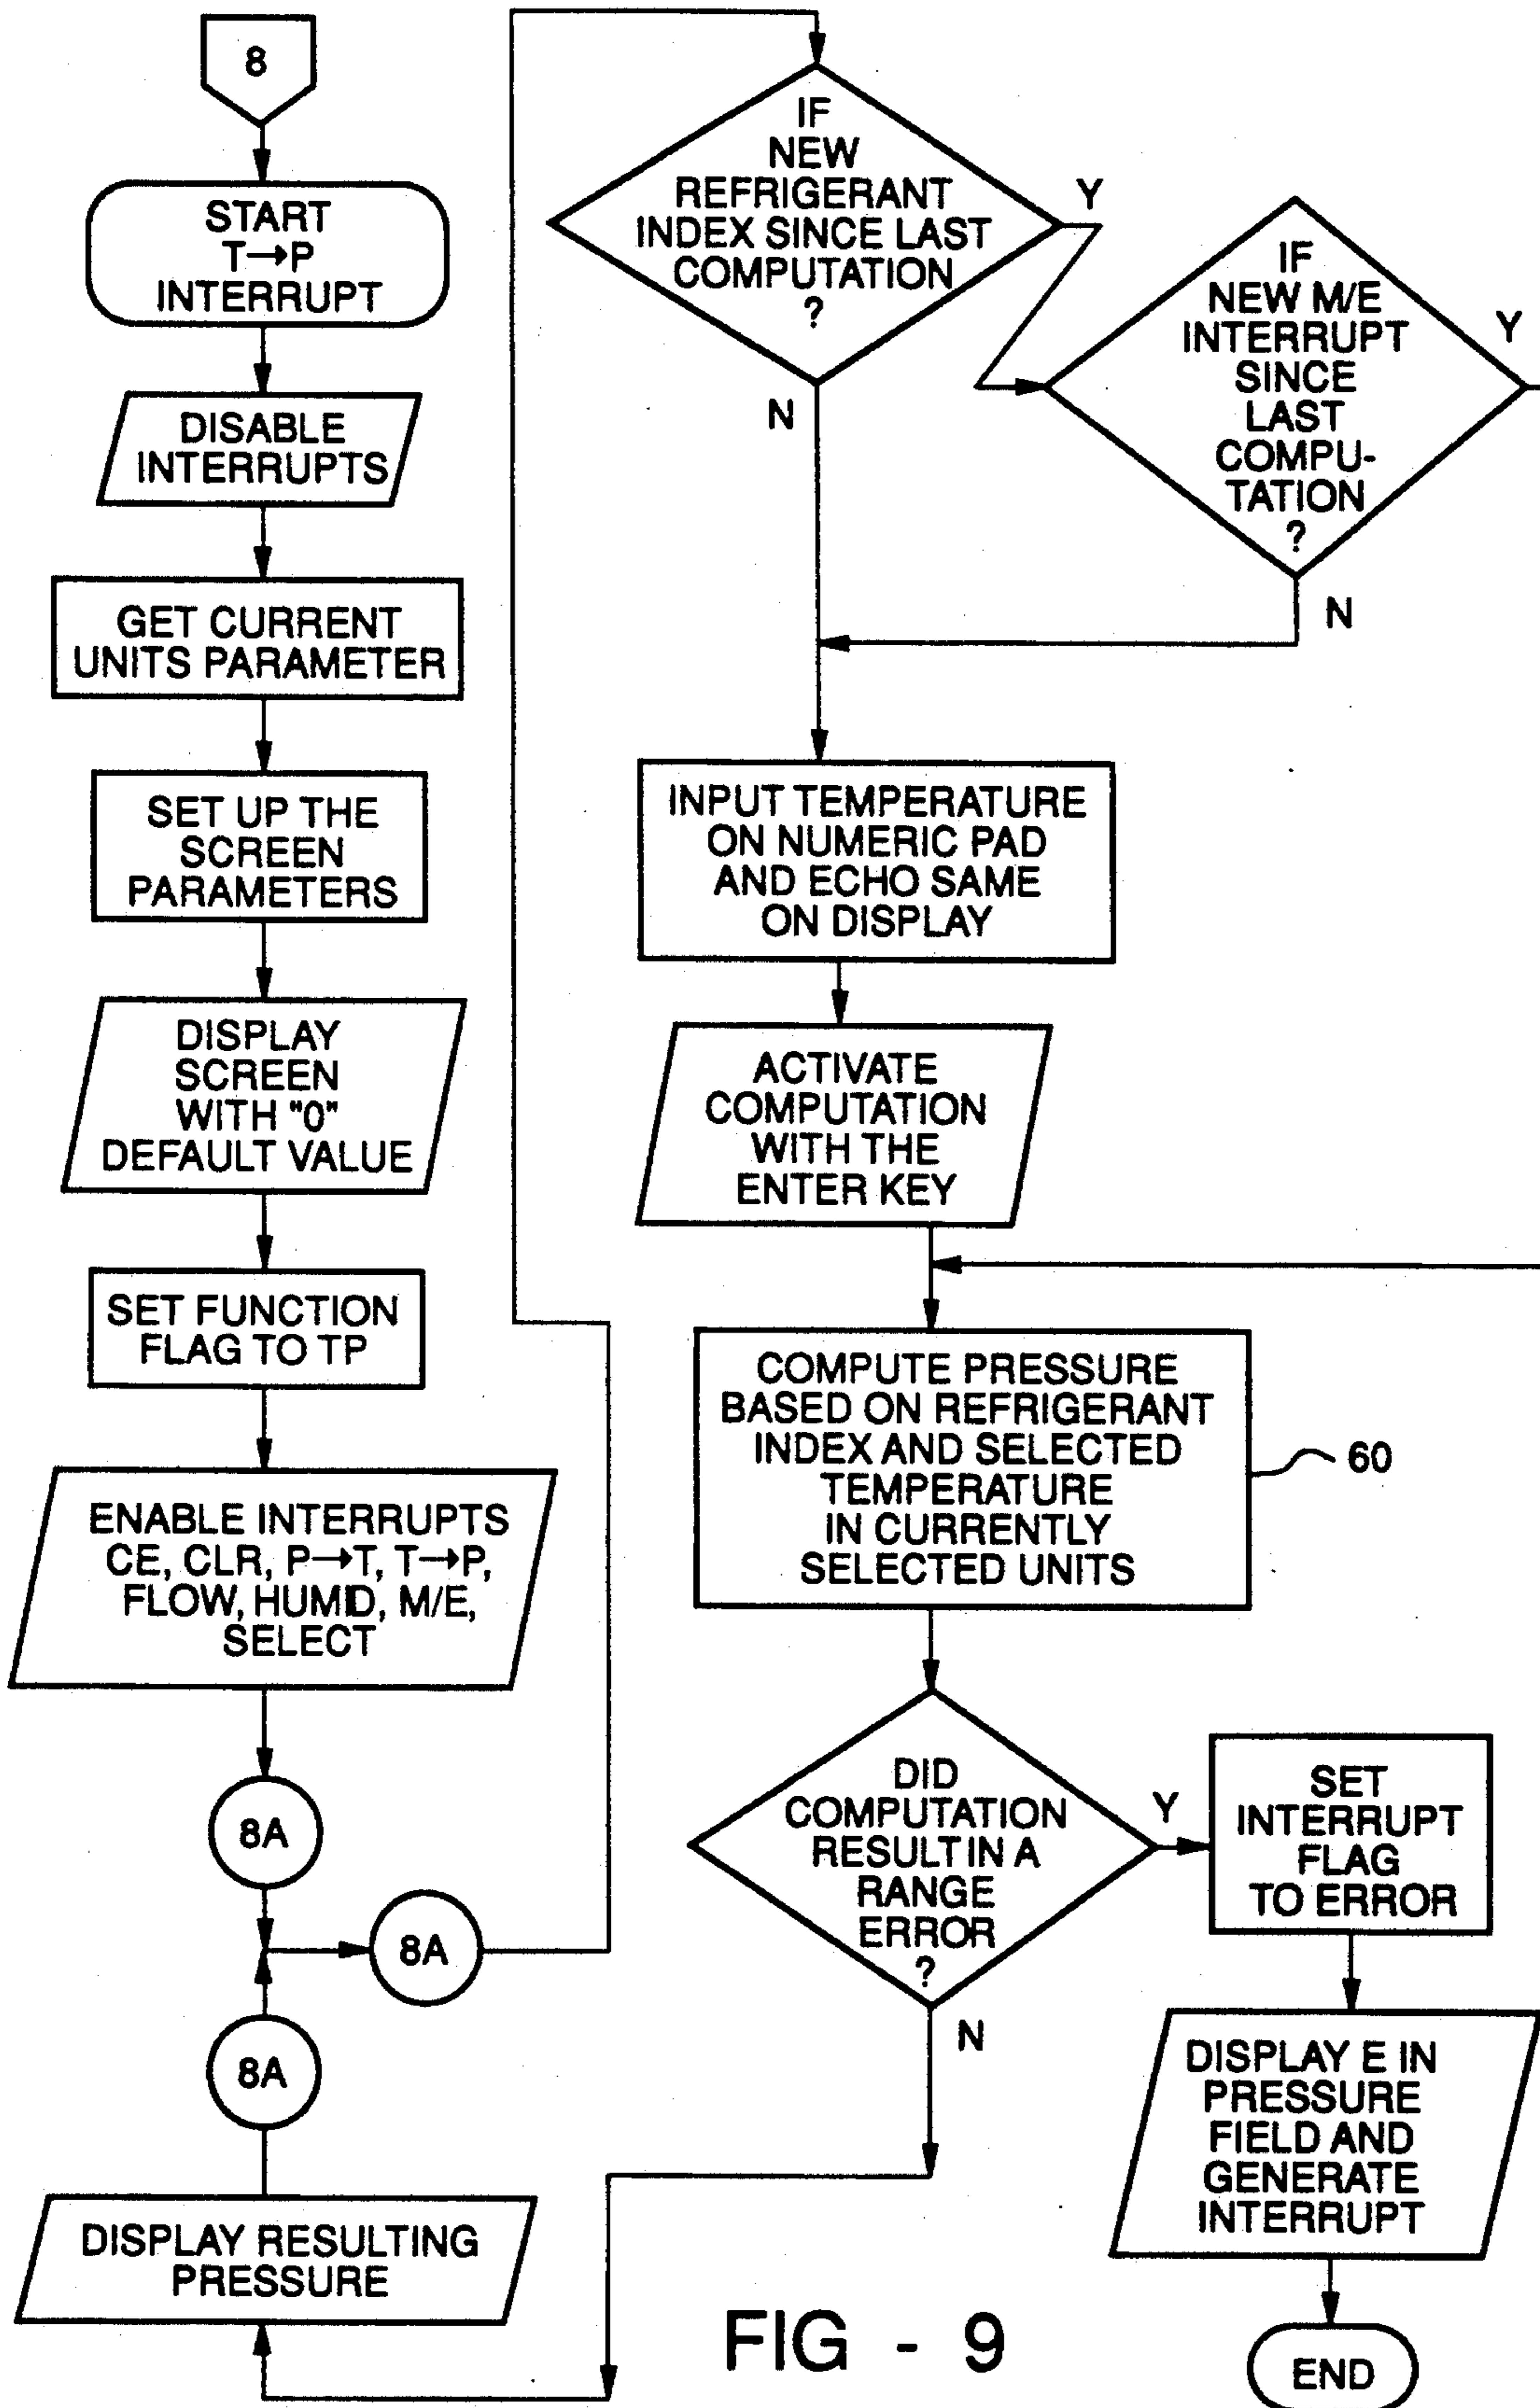 8
START
T→P
INTERRUPT
DISABLE
INTERRUPTS
GET CURRENT
UNITS PARAMETER
SET UP THE
SCREEN
PARAMETERS
DISPLAY
SCREEN
WITH "0"
DEFAULT VALUE
SET FUNCTION
FLAG TO TP
ENABLE INTERRUPTS
CE, CLR, P→T, T→P,
FLOW, HUMID, M/E,
SELECT
8A
8A
8A
DISPLAY RESULTING
PRESSURE
IF
NEW
REFRIGERANT
INDEX SINCE LAST
COMPUTATION
?
Y
N
IF
NEW M/E
INTERRUPT
SINCE
LAST
COMPU-
TATION
?
Y
N
INPUT TEMPERATURE
ON NUMERIC PAD
AND ECHO SAME
ON DISPLAY
ACTIVATE
COMPUTATION
WITH THE
ENTER KEY
COMPUTE PRESSURE
BASED ON REFRIGERANT
INDEX AND SELECTED
TEMPERATURE
IN CURRENTLY
SELECTED UNITS
60
DID
COMPUTATION
RESULT IN A
RANGE
ERROR
?
Y
N
SET
INTERRUPT
FLAG
TO ERROR
DISPLAY E IN
PRESSURE
FIELD AND
GENERATE
INTERRUPT
END
FIG - 9